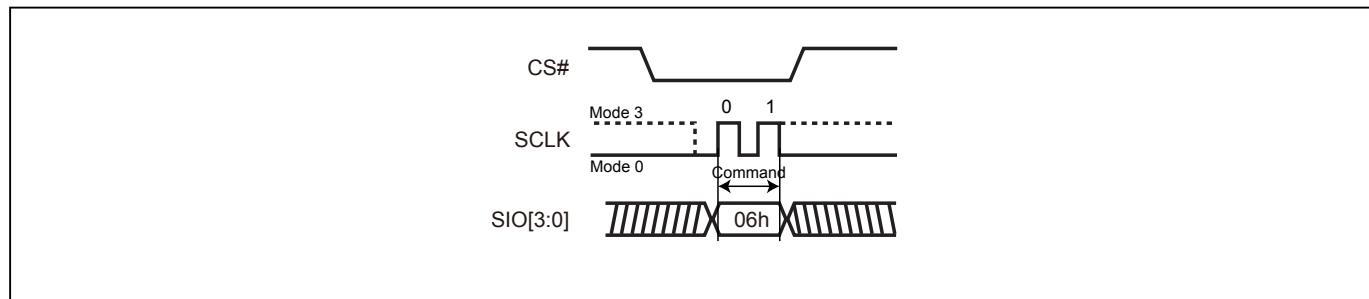 CS#
Mode 3
0 1
SCLK
Mode 0
Command
SIO[3:0]
06h